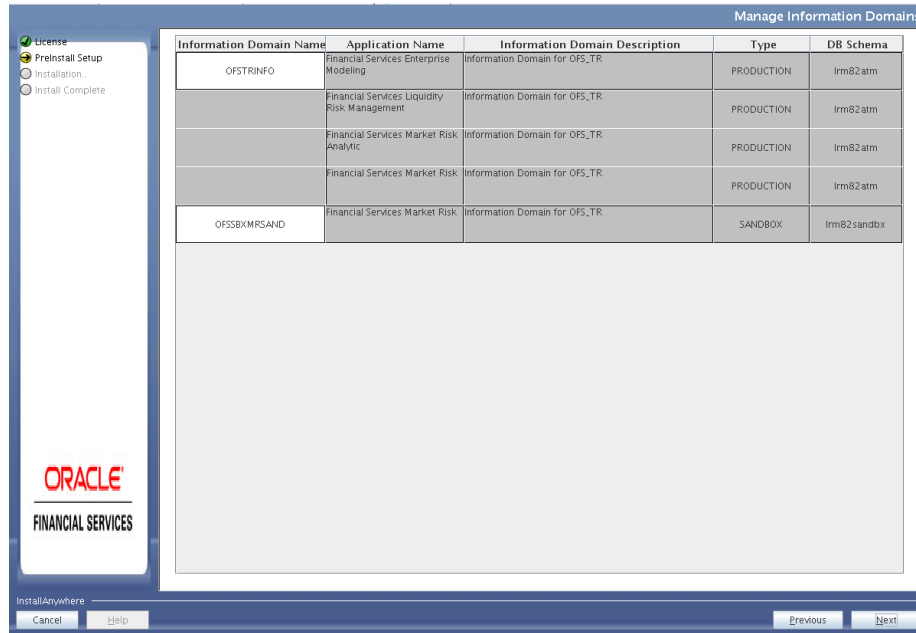 Manage Information Domains
License
PreInstall Setup
Installation..
Install Complete
Information Domain Name Application Name Information Domain Description Type DB Schema
OFSTRINFO Financial Services Enterprise Modeling Information Domain for OFS_TR PRODUCTION lrm82atm
Financial Services Liquidity Risk Management Information Domain for OFS_TR PRODUCTION lrm82atm
Financial Services Market Risk Analytic Information Domain for OFS_TR PRODUCTION lrm82atm
Financial Services Market Risk Information Domain for OFS_TR PRODUCTION lrm82atm
OFSSBXMRSAND Financial Services Market Risk Information Domain for OFS_TR SANDBOX lrm82sandbx
ORACLE
FINANCIAL SERVICES
InstallAnywhere
Cancel Help Previous Next